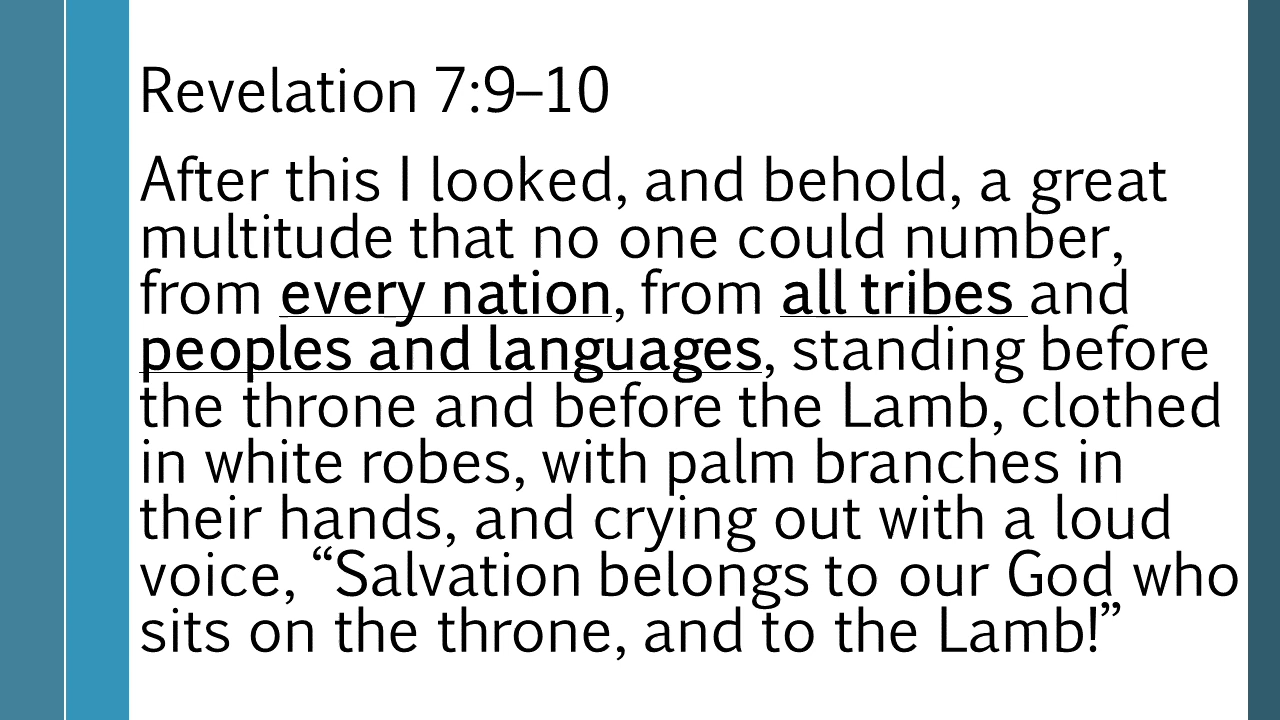 Revelation 7:9–10
After this I looked, and behold, a great
multitude that no one could number,
from every nation, from all tribes and
peoples and languages, standing before
the throne and before the Lamb, clothed
in white robes, with palm branches in
their hands, and crying out with a loud
voice, “Salvation belongs to our God who
sits on the throne, and to the Lamb!”